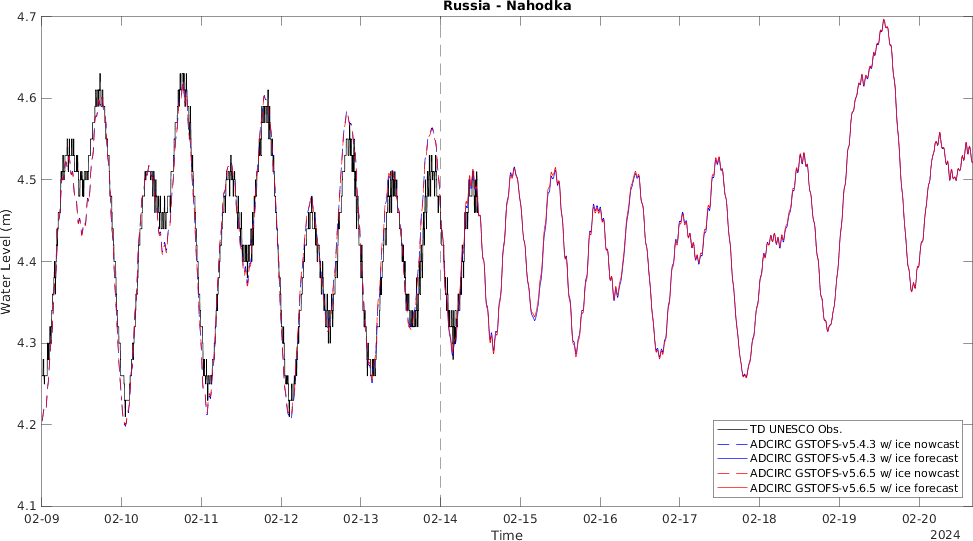 Russia - Nahodka
4.7
4.6
4.5
4.4
4.3
4.2
4.1
Water Level (m)
02-09 02-10 02-11 02-12 02-13 02-14 02-15 02-16 02-17 02-18 02-19 02-20
Time
2024
TD UNESCO Obs.
ADCIRC GSTOFS-v5.4.3 w/ ice nowcast
ADCIRC GSTOFS-v5.4.3 w/ ice forecast
ADCIRC GSTOFS-v5.6.5 w/ ice nowcast
ADCIRC GSTOFS-v5.6.5 w/ ice forecast